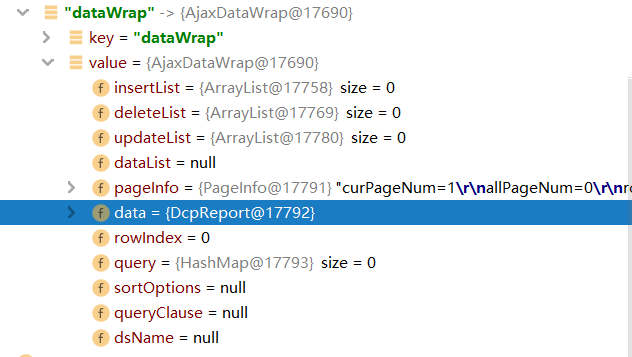 "dataWrap" -> {AjaxDataWrap@17690}
key = "dataWrap"
value = {AjaxDataWrap@17690}
insertList = {ArrayList@17758} size = 0
deleteList = {ArrayList@17769} size = 0
updateList = {ArrayList@17780} size = 0
dataList = null
pageInfo = {PageInfo@17791} "curPageNum=1\r\nallPageNum=0\r\nro
data = {DcpReport@17792}
rowIndex = 0
query = {HashMap@17793} size = 0
sortOptions = null
queryClause = null
dsName = null